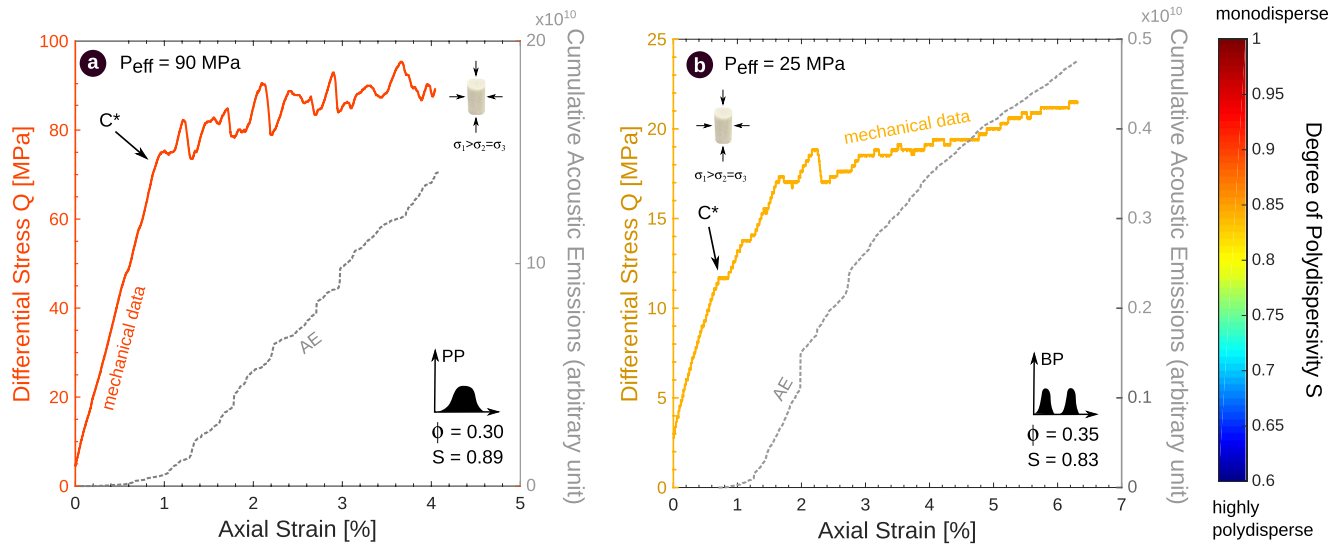 a
P_eff = 90 MPa
x10^10
100
80
60
40
20
0
Differential Stress Q [MPa]
C*
mechanical data
AE
σ1>σ2=σ3
PP
ϕ = 0.30
S = 0.89
20
10
0
Cumulative Acoustic Emissions (arbitrary unit)
0 1 2 3 4 5
Axial Strain [%]
b
P_eff = 25 MPa
x10^10
25
20
15
10
5
0
Differential Stress Q [MPa]
C*
mechanical data
AE
σ1>σ2=σ3
BP
ϕ = 0.35
S = 0.83
0.5
0.4
0.3
0.2
0.1
0
Cumulative Acoustic Emissions (arbitrary unit)
0 1 2 3 4 5 6 7
Axial Strain [%]
monodisperse
1
0.95
0.9
0.85
0.8
0.75
0.7
0.65
0.6
Degree of Polydispersivity S
highly
polydisperse